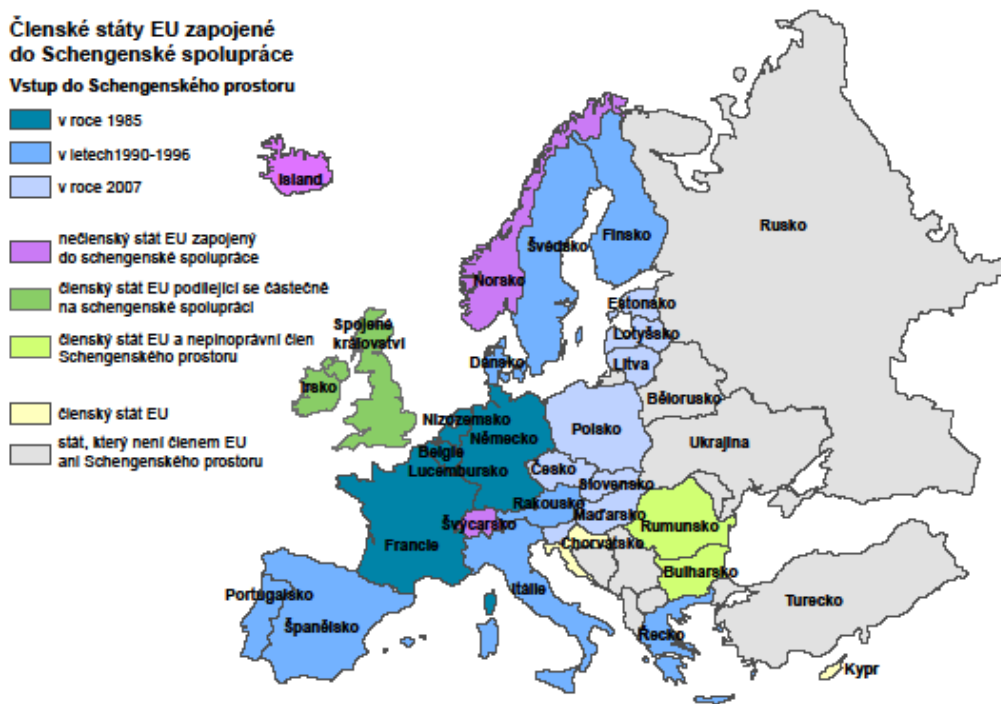 Členské státy EU zapojené
do Schengenské spolupráce
Vstup do Schengenského prostoru
v roce 1985
v letech1990-1996
v roce 2007
nečlenský stát EU zapojený
do schengenské spolupráce
členský stát EU podílející se částečně
na schengenské spolupráci
členský stát EU a neplnoprávní člen
Schengenského prostoru
členský stát EU
stát, který není členem EU
ani Schengenského prostoru
Island
Rusko
Finsko
Švédsko
Norsko
Estonsko
Lotyšsko
Litva
Spojené
království
Irsko
Dánsko
Bělorusko
Nizozemsko
Německo
Polsko
Ukrajina
Belgie
Lucembursko
Česko
Slovensko
Rakousko
Maďarsko
Švýcarsko
Rumunsko
Francie
Chorvatsko
Bulharsko
Itálie
Portugalsko
Španělsko
Řecko
Turecko
Kypr